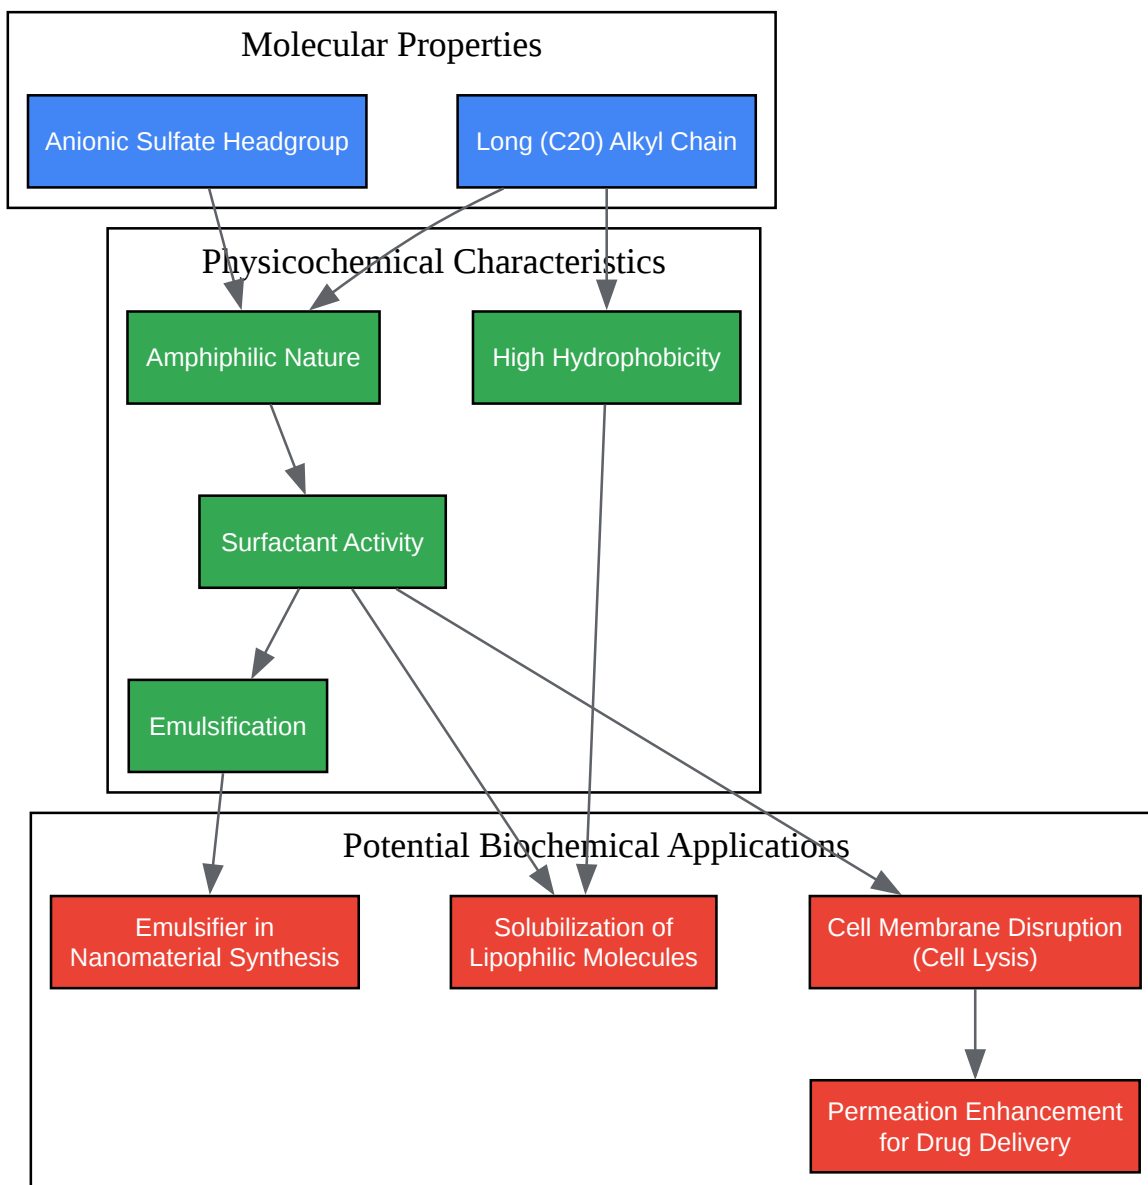 Molecular Properties
Anionic Sulfate Headgroup
Long (C20) Alkyl Chain
Physicochemical Characteristics
Amphiphilic Nature
High Hydrophobicity
Surfactant Activity
Emulsification
Potential Biochemical Applications
Emulsifier in
Nanomaterial Synthesis
Solubilization of
Lipophilic Molecules
Cell Membrane Disruption
(Cell Lysis)
Permeation Enhancement
for Drug Delivery